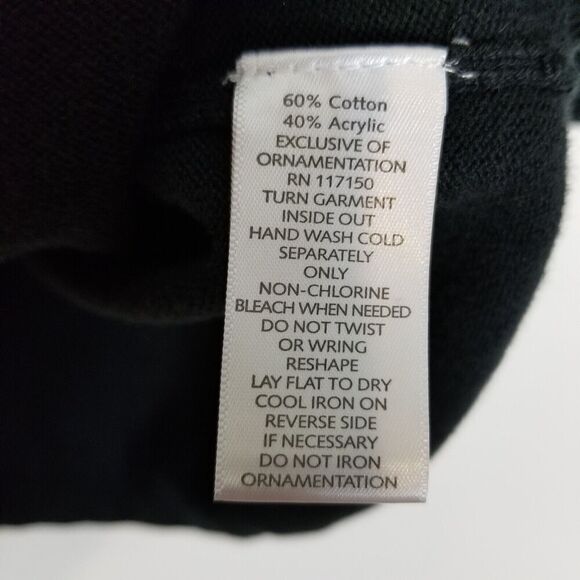 60% Cotton
40% Acrylic
EXCLUSIVE OF
ORNAMENTATION
RN 117150
TURN GARMENT
INSIDE OUT
HAND WASH COLD
SEPARATELY
ONLY
NON-CHLORINE
BLEACH WHEN NEEDED
DO NOT TWIST
OR WRING
RESHAPE
LAY FLAT TO DRY
COOL IRON ON
REVERSE SIDE
IF NECESSARY
DO NOT IRON
ORNAMENTATION